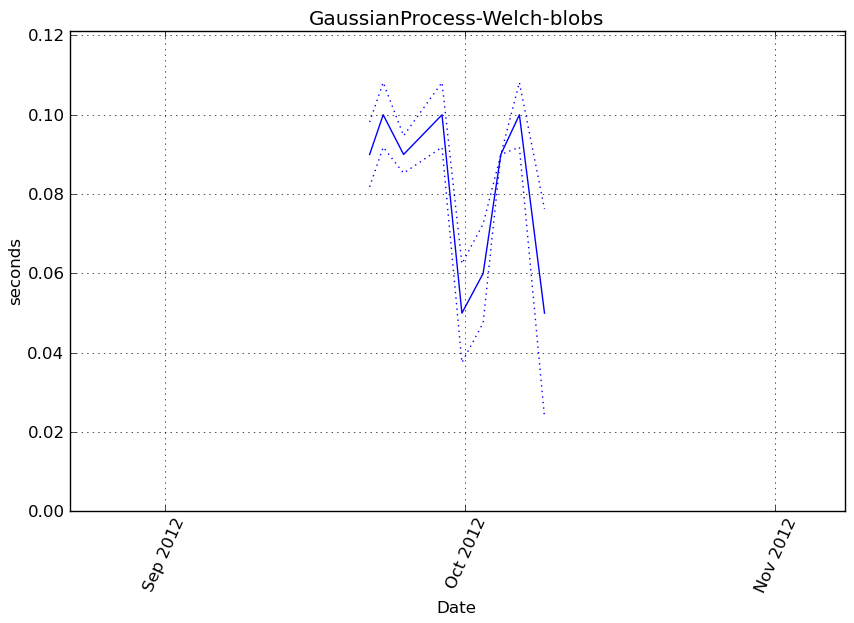 GaussianProcess-Welch-blobs
0.12
0.10
0.08
0.06
0.04
0.02
0.00
seconds
Sep 2012
Oct 2012
Nov 2012
Date